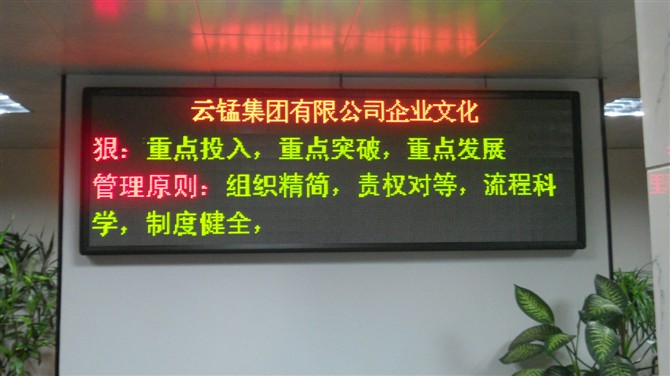 云锰集团有限公司企业文化
狠：重点投入，重点突破，重点发展
管理原则：组织精简，责权对等，流程科
学，制度健全，